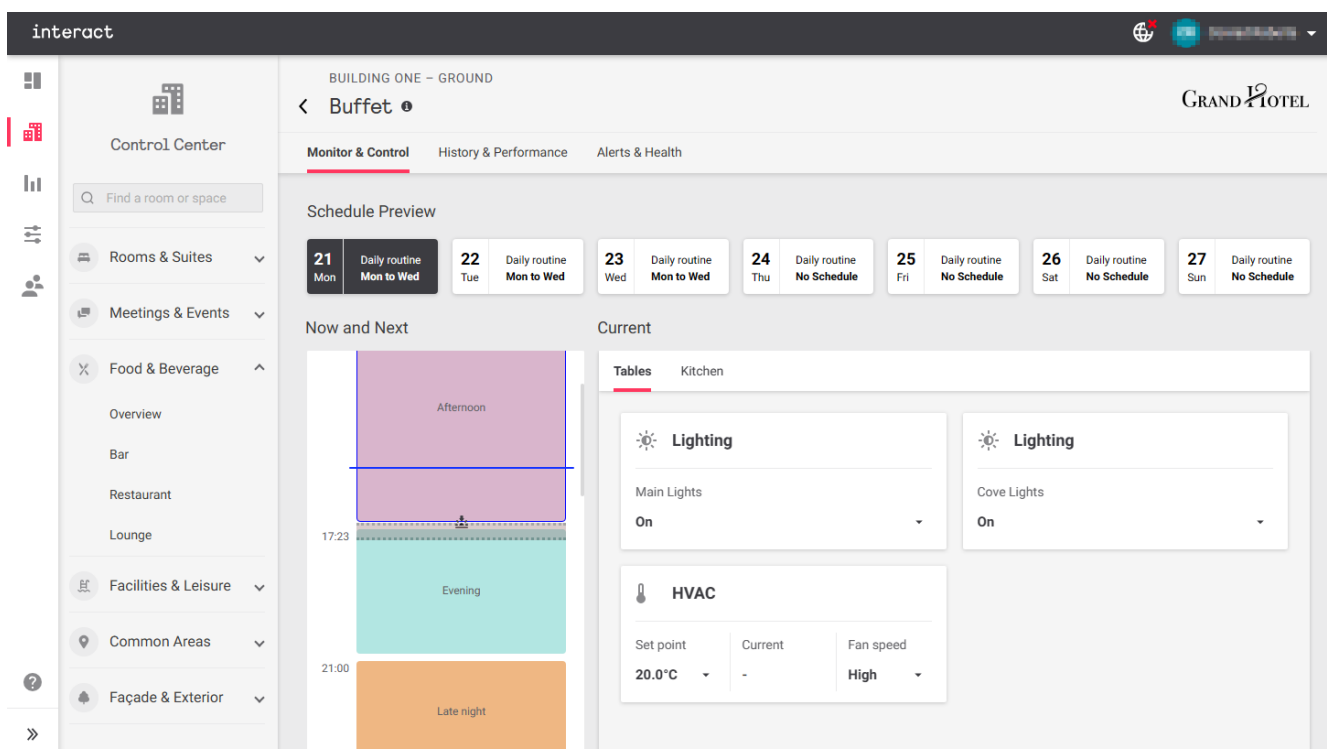 interact
BUILDING ONE – GROUND
Buffet
GRAND HOTEL
Control Center
Find a room or space
Rooms & Suites
Meetings & Events
Food & Beverage
Overview
Bar
Restaurant
Lounge
Facilities & Leisure
Common Areas
Façade & Exterior
Monitor & Control History & Performance Alerts & Health
Schedule Preview
21 Mon Daily routine Mon to Wed
22 Tue Daily routine Mon to Wed
23 Wed Daily routine Mon to Wed
24 Thu Daily routine No Schedule
25 Fri Daily routine No Schedule
26 Sat Daily routine No Schedule
27 Sun Daily routine No Schedule
Now and Next
Afternoon
17:23
Evening
21:00
Late night
Current
Tables Kitchen
Lighting
Main Lights
On
Lighting
Cove Lights
On
HVAC
Set point Current Fan speed
20.0°C - High